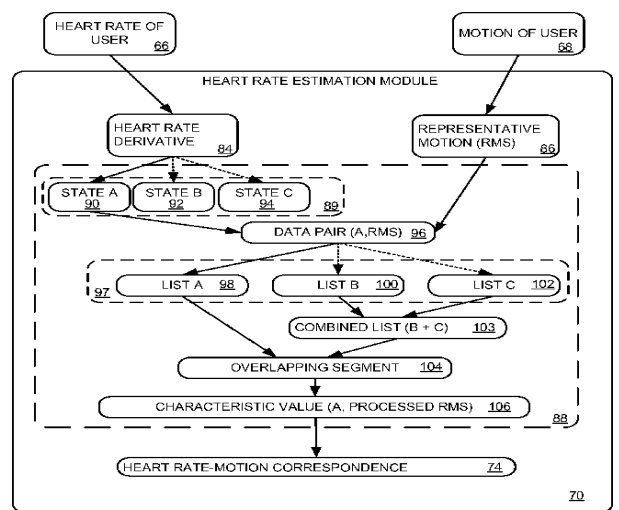 HEART RATE OF
USER 66
MOTION OF USER
68
HEART RATE ESTIMATION MODULE
HEART RATE
DERIVATIVE
84
REPRESENTATIVE
MOTION (RMS)
86
STATE A
90
STATE B
92
STATE C
94
89
DATA PAIR (A,RMS) 96
97
LIST A 98
LIST B 100
LIST C 102
COMBINED LIST (B + C) 103
OVERLAPPING SEGMENT 104
CHARACTERISTIC VALUE (A, PROCESSED RMS) 106
88
HEART RATE-MOTION CORRESPONDENCE 74
70